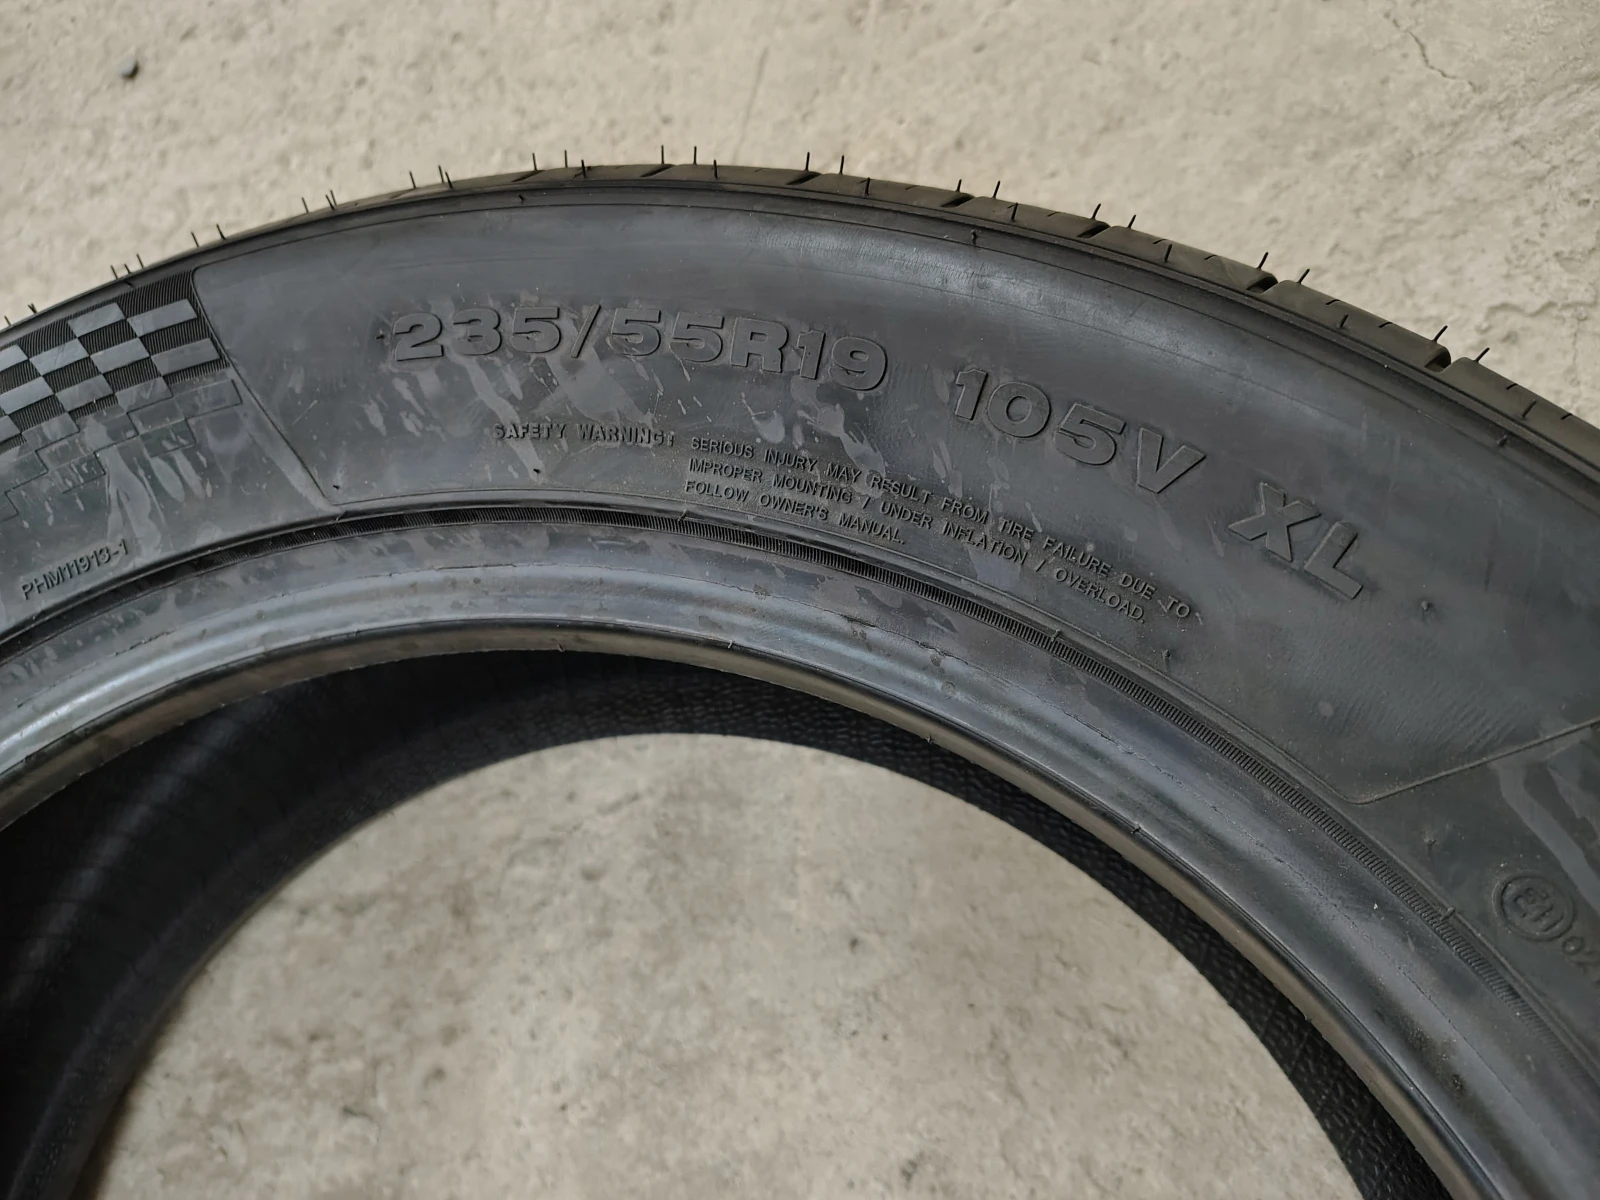 235/55R19 105V XL
SAFETY WARNING: SERIOUS INJURY MAY RESULT FROM TIRE FAILURE DUE TO
IMPROPER MOUNTING / UNDER INFLATION / OVERLOAD.
FOLLOW OWNER'S MANUAL.
PHM11913-1